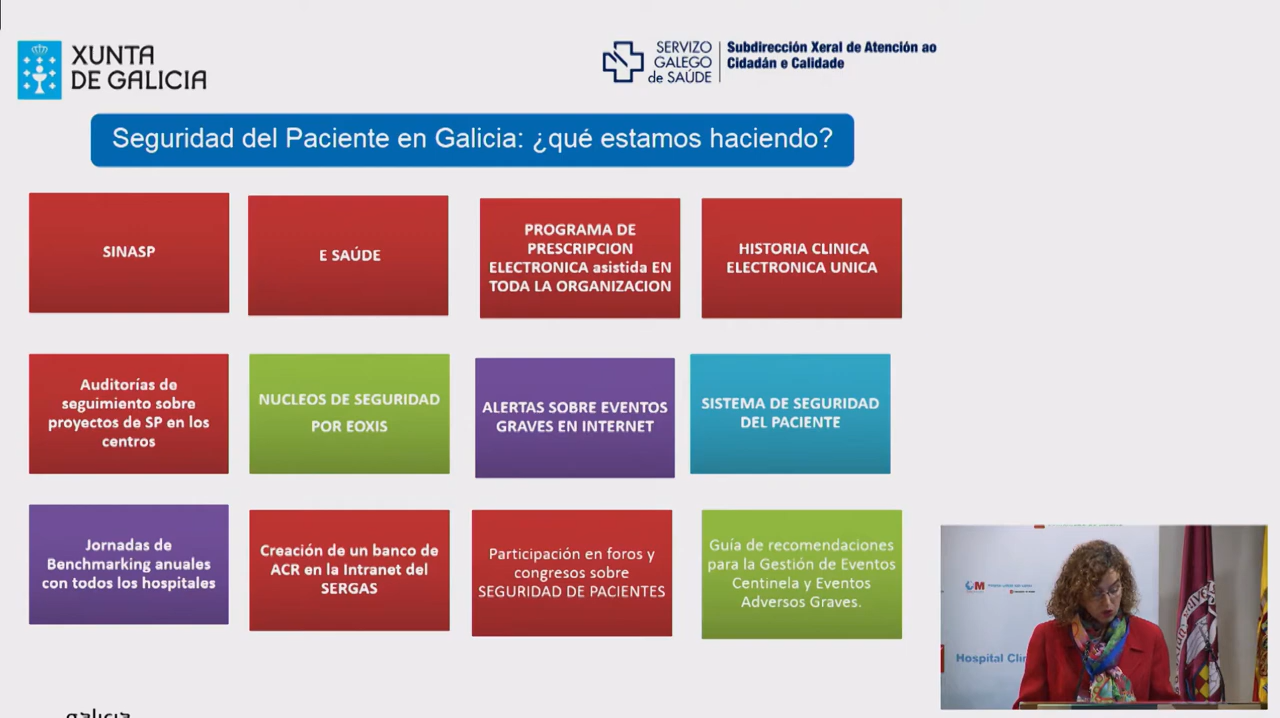 XUNTA
DE GALICIA
SERVIZO
GALEGO
de SAÚDE
Subdirección Xeral de Atención ao
Cidadán e Calidade
Seguridad del Paciente en Galicia: ¿qué estamos haciendo?
SINASP
E SAÚDE
PROGRAMA DE
PRESCRIPCION
ELECTRONICA asistida EN
TODA LA ORGANIZACION
HISTORIA CLINICA
ELECTRONICA UNICA
Auditorías de
seguimiento sobre
proyectos de SP en los
centros
NUCLEOS DE SEGURIDAD
POR EOXIS
ALERTAS SOBRE EVENTOS
GRAVES EN INTERNET
SISTEMA DE SEGURIDAD
DEL PACIENTE
Jornadas de
Benchmarking anuales
con todos los hospitales
Creación de un banco de
ACR en la Intranet del
SERGAS
Participación en foros y
congresos sobre
SEGURIDAD DE PACIENTES
Guía de recomendaciones
para la Gestión de Eventos
Centinela y Eventos
Adversos Graves.
Hospital Clín
galicia